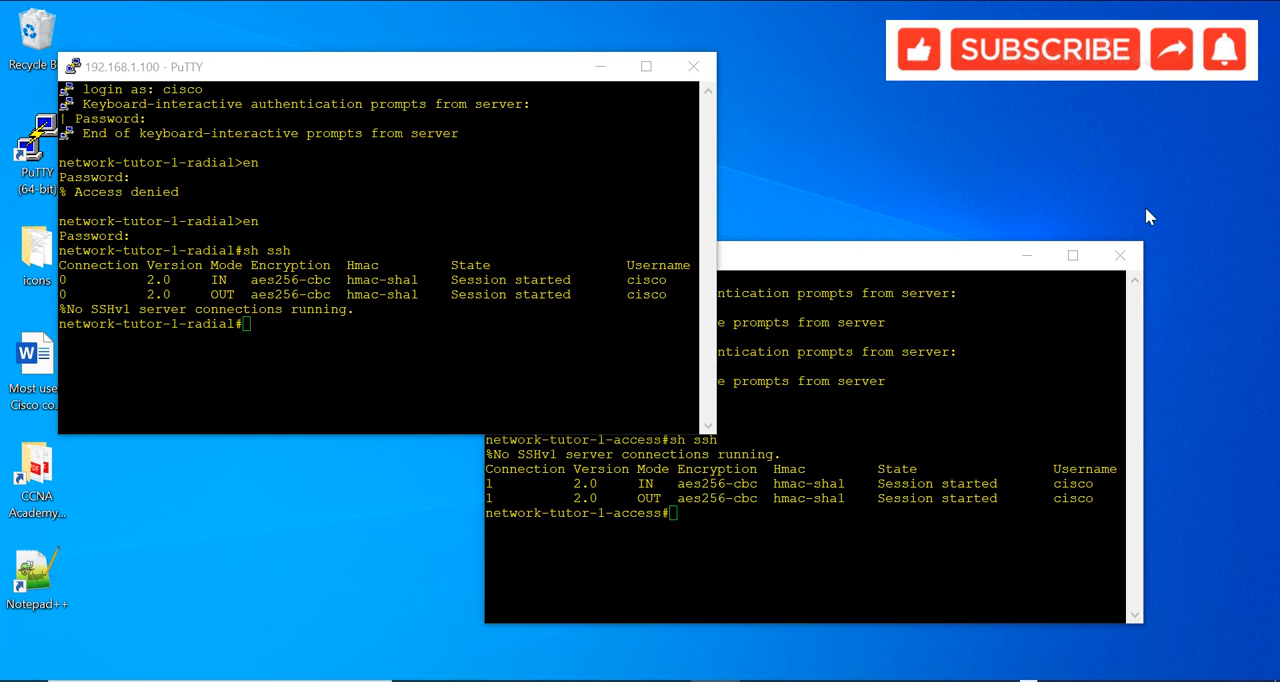 SUBSCRIBE
Recycle B
PuTTY
(64-bit)
icons
Most use
Cisco co...
CCNA
Academy...
Notepad++
192.168.1.100 - PuTTY
login as: cisco
Keyboard-interactive authentication prompts from server:
| Password:
End of keyboard-interactive prompts from server
network-tutor-1-radial>en
Password:
% Access denied
network-tutor-1-radial>en
Password:
network-tutor-1-radial#sh ssh
Connection Version Mode Encryption Hmac State Username
0 2.0 IN aes256-cbc hmac-sha1 Session started cisco
0 2.0 OUT aes256-cbc hmac-sha1 Session started cisco
%No SSHv1 server connections running.
network-tutor-1-radial#
ntication prompts from server:
e prompts from server
ntication prompts from server:
e prompts from server
network-tutor-1-access#sh ssh
%No SSHv1 server connections running.
Connection Version Mode Encryption Hmac State Username
1 2.0 IN aes256-cbc hmac-sha1 Session started cisco
1 2.0 OUT aes256-cbc hmac-sha1 Session started cisco
network-tutor-1-access#